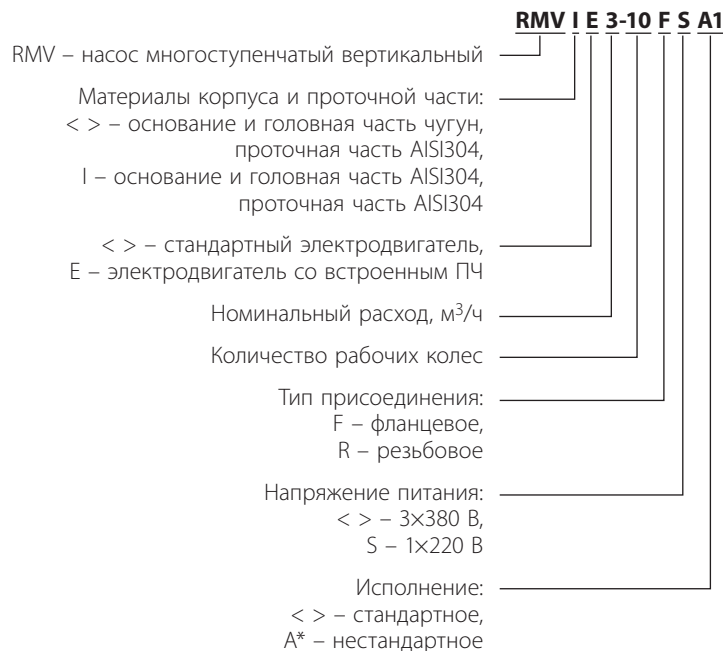 RMV I E 3-10 F S A1
RMV – насос многоступенчатый вертикальный
Материалы корпуса и проточной части:
< > – основание и головная часть чугун,
проточная часть AISI304,
I – основание и головная часть AISI304,
проточная часть AISI304
< > – стандартный электродвигатель,
E – электродвигатель со встроенным ПЧ
Номинальный расход, м³/ч
Количество рабочих колес
Тип присоединения:
F – фланцевое,
R – резьбовое
Напряжение питания:
< > – 3×380 В,
S – 1×220 В
Исполнение:
< > – стандартное,
A* – нестандартное